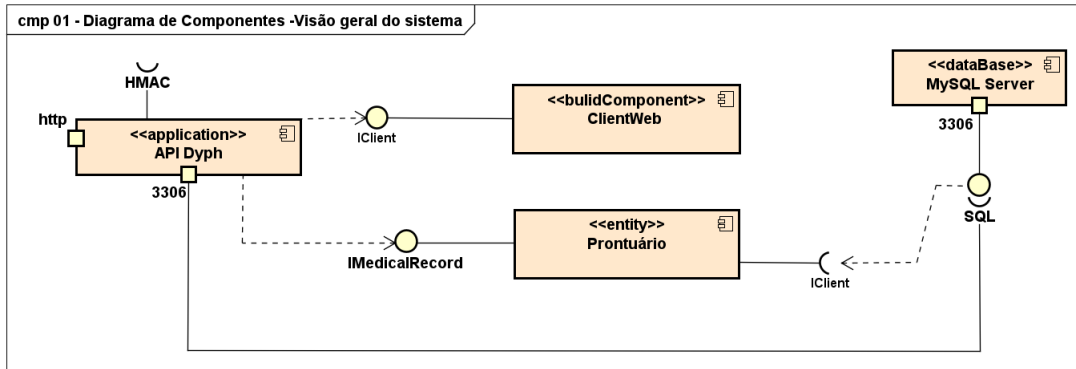 cmp 01 - Diagrama de Componentes -Visão geral do sistema
HMAC
http
<<application>>
API Dyph
3306
IClient
<<bulidComponent>>
ClientWeb
<<dataBase>>
MySQL Server
3306
SQL
IMedicalRecord
<<entity>>
Prontuário
IClient